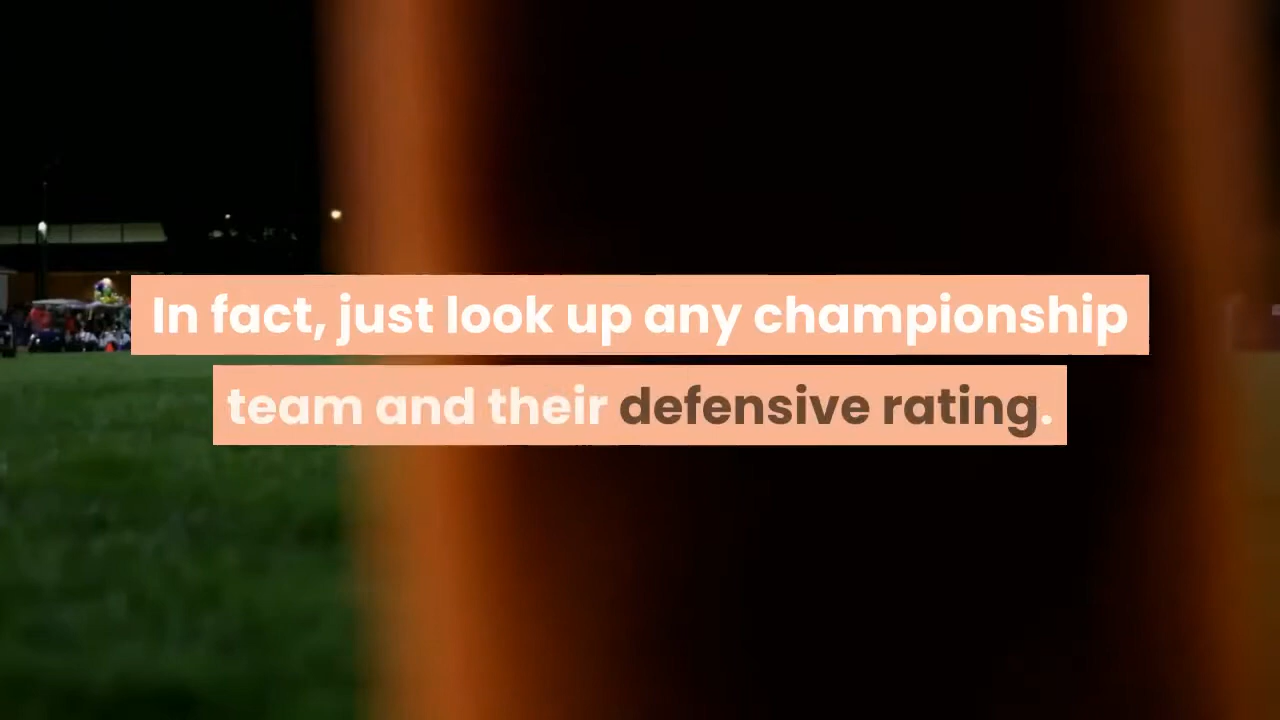 In fact, just look up any championship
team and their defensive rating.